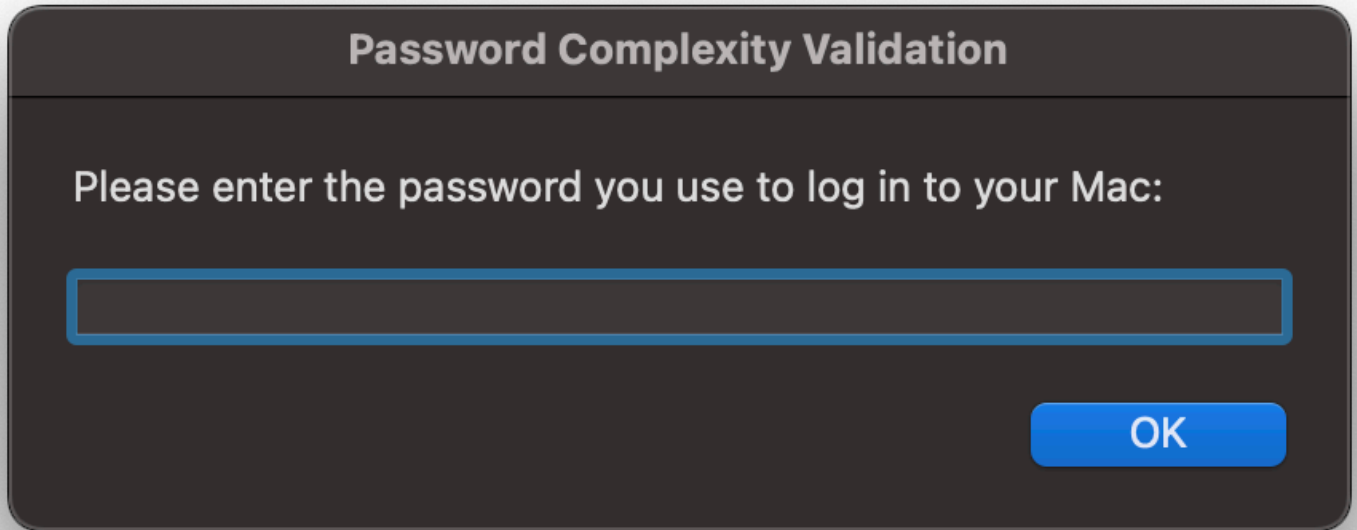 Password Complexity Validation
Please enter the password you use to log in to your Mac:
OK